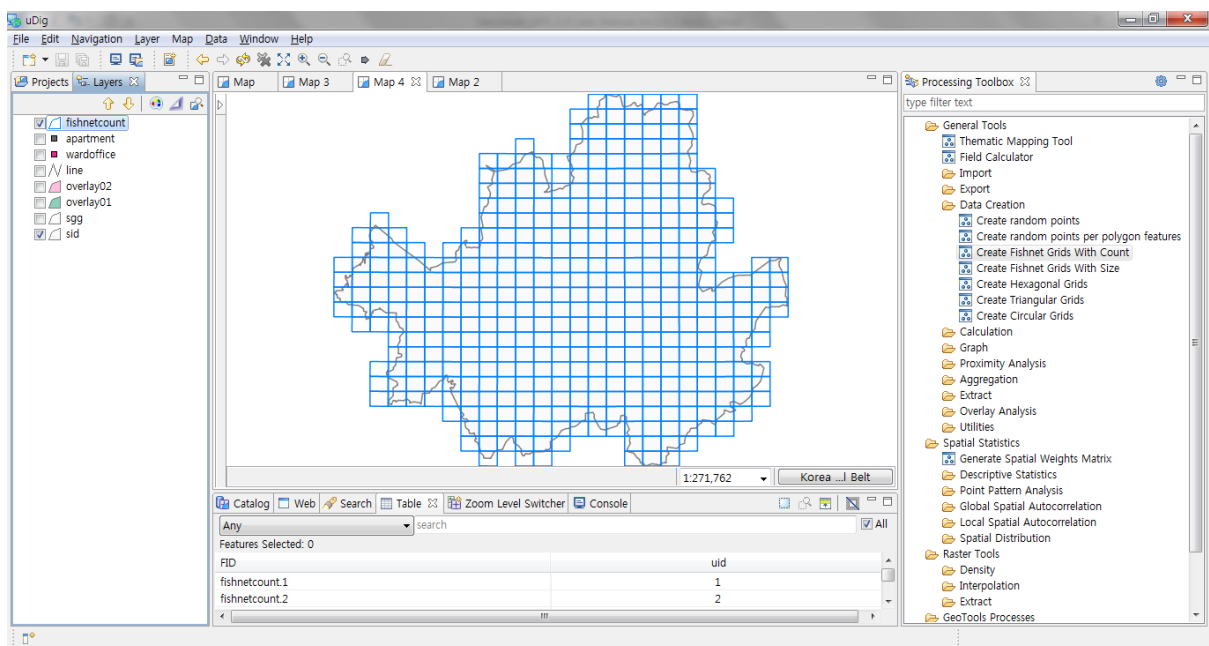 uDig
File Edit Navigation Layer Map Data Window Help
Projects Layers
fishnetcount
apartment
wardoffice
line
overlay02
overlay01
sgg
sid
Map Map 3 Map 4 Map 2
1:271,762 Korea ...l Belt
Catalog Web Search Table Zoom Level Switcher Console
Any search All
Features Selected: 0
FID uid
fishnetcount.1 1
fishnetcount.2 2
Processing Toolbox
type filter text
General Tools
Thematic Mapping Tool
Field Calculator
Import
Export
Data Creation
Create random points
Create random points per polygon features
Create Fishnet Grids With Count
Create Fishnet Grids With Size
Create Hexagonal Grids
Create Triangular Grids
Create Circular Grids
Calculation
Graph
Proximity Analysis
Aggregation
Extract
Overlay Analysis
Utilities
Spatial Statistics
Generate Spatial Weights Matrix
Descriptive Statistics
Point Pattern Analysis
Global Spatial Autocorrelation
Local Spatial Autocorrelation
Spatial Distribution
Raster Tools
Density
Interpolation
Extract
GeoTools Processes